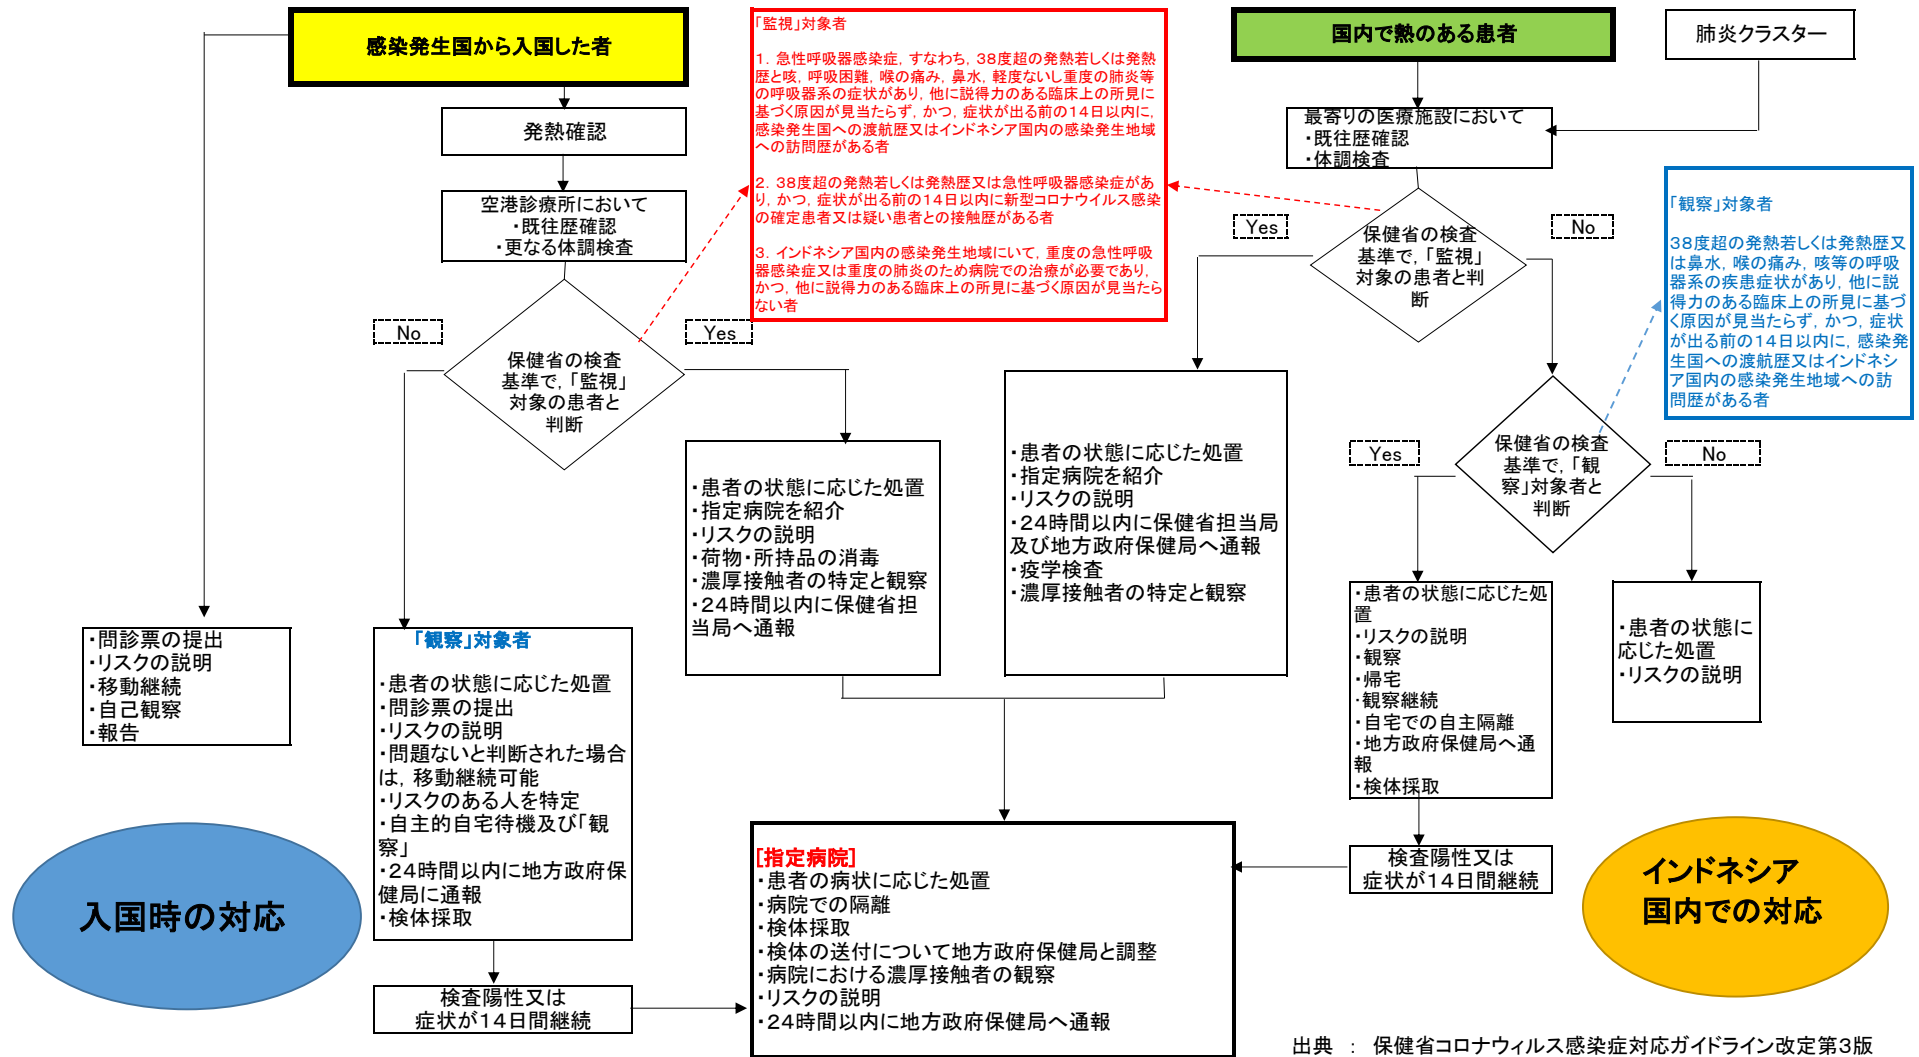 感染発生国から入国した者
発熱確認
空港診療所において
・既往歴確認
・更なる体調検査
No
Yes
保健省の検査
基準で，「監視」
対象の患者と
判断
・問診票の提出
・リスクの説明
・移動継続
・自己観察
・報告
「観察」対象者
・患者の状態に応じた処置
・問診票の提出
・リスクの説明
・問題ないと判断された場合
は，移動継続可能
・リスクのある人を特定
・自主的自宅待機及び「観
察」
・２４時間以内に地方政府保
健局に通報
・検体採取
検査陽性又は
症状が１４日間継続
・患者の状態に応じた処置
・指定病院を紹介
・リスクの説明
・荷物・所持品の消毒
・濃厚接触者の特定と観察
・２４時間以内に保健省担
当局へ通報
「監視」対象者
１．急性呼吸器感染症，すなわち，３８度超の発熱若しくは発熱
歴と咳，呼吸困難，喉の痛み，鼻水，軽度ないし重度の肺炎等
の呼吸器系の症状があり，他に説得力のある臨床上の所見に
基づく原因が見当たらず，かつ，症状が出る前の１４日以内に，
感染発生国への渡航歴又はインドネシア国内の感染発生地域
への訪問歴がある者
２．３８度超の発熱若しくは発熱歴又は急性呼吸器感染症があ
り，かつ，症状が出る前の１４日以内に新型コロナウイルス感染
の確定患者又は疑い患者との接触歴がある者
３．インドネシア国内の感染発生地域にいて，重度の急性呼吸
器感染症又は重度の肺炎のため病院での治療が必要であり，
かつ，他に説得力のある臨床上の所見に基づく原因が見当たら
ない者
国内で熱のある患者
肺炎クラスター
最寄りの医療施設において
・既往歴確認
・体調検査
Yes
No
保健省の検査
基準で，「監視」
対象の患者と判
断
「観察」対象者
３８度超の発熱若しくは発熱歴又
は鼻水，喉の痛み，咳等の呼吸
器系の疾患症状があり，他に説
得力のある臨床上の所見に基づ
く原因が見当たらず，かつ，症状
が出る前の１４日以内に，感染発
生国への渡航歴又はインドネシ
ア国内の感染発生地域への訪
問歴がある者
・患者の状態に応じた処置
・指定病院を紹介
・リスクの説明
・２４時間以内に保健省担当局
及び地方政府保健局へ通報
・疫学検査
・濃厚接触者の特定と観察
Yes
No
保健省の検査
基準で，「観
察」対象者と
判断
・患者の状態に応じた処
置
・リスクの説明
・観察
・帰宅
・観察継続
・自宅での自主隔離
・地方政府保健局へ通
報
・検体採取
・患者の状態に
応じた処置
・リスクの説明
検査陽性又は
症状が１４日間継続
［指定病院］
・患者の病状に応じた処置
・病院での隔離
・検体採取
・検体の送付について地方政府保健局と調整
・病院における濃厚接触者の観察
・リスクの説明
・２４時間以内に地方政府保健局へ通報
入国時の対応
インドネシア
国内での対応
出典 ： 保健省コロナウィルス感染症対応ガイドライン改定第３版